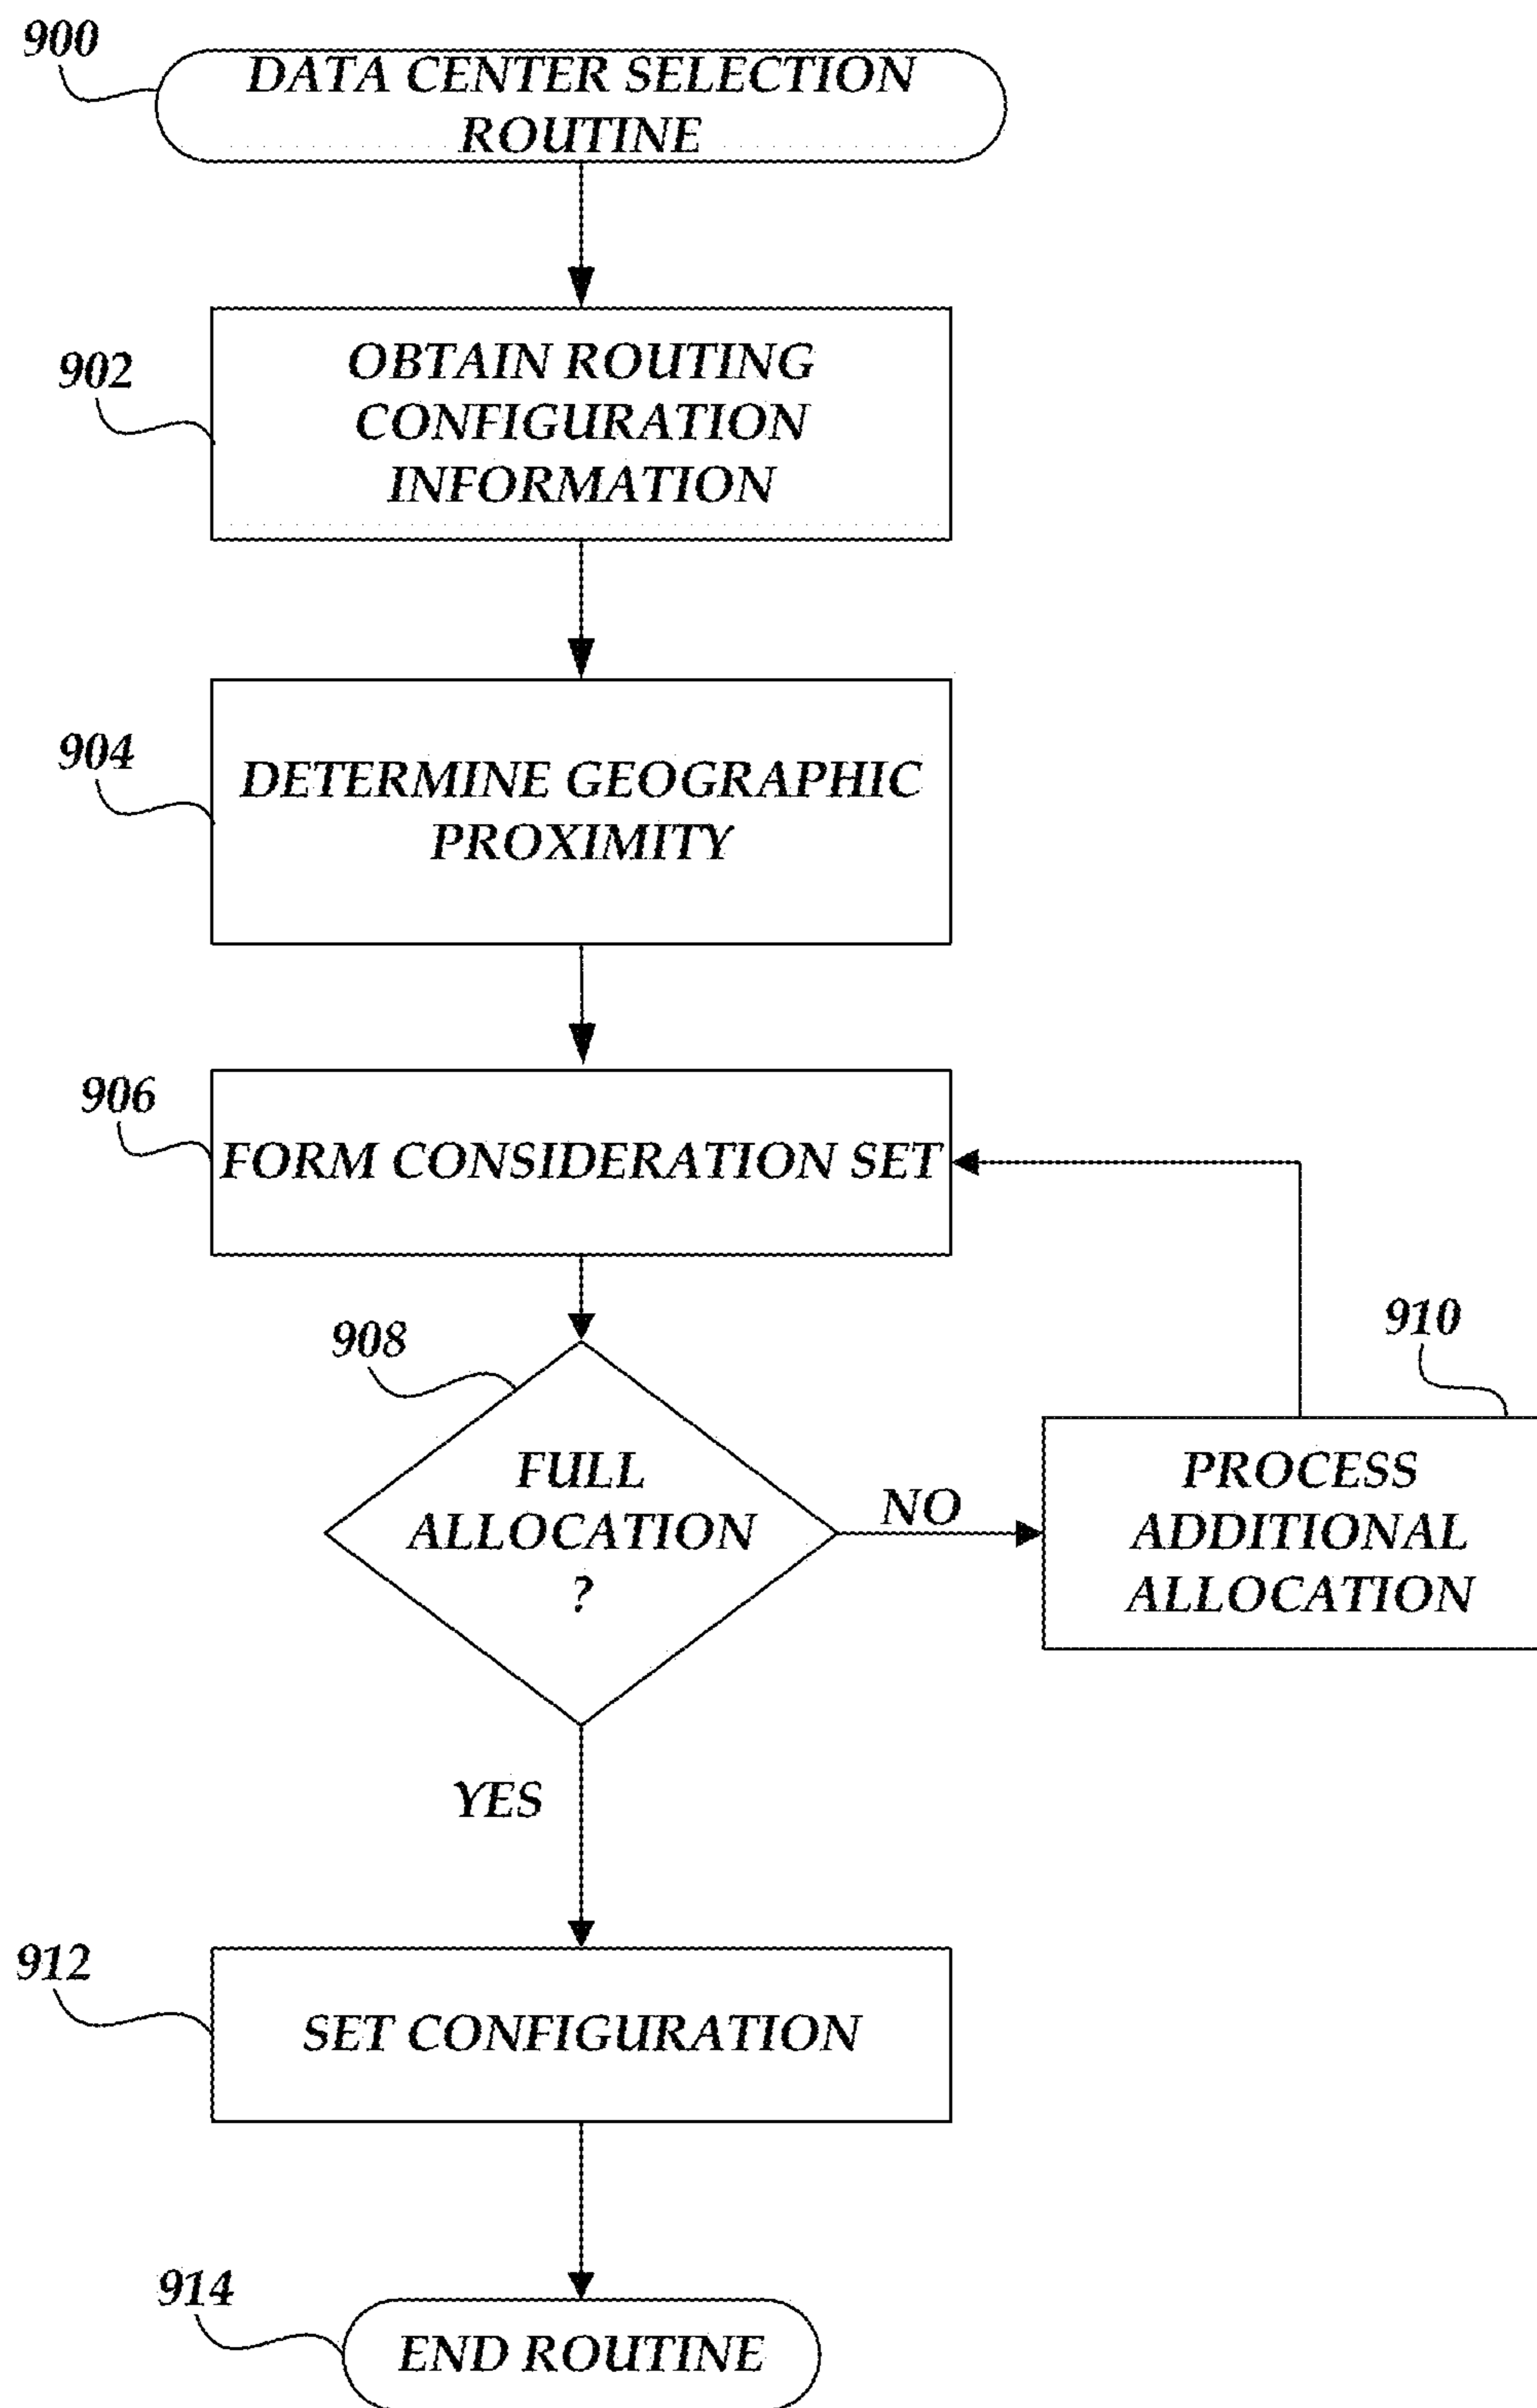 900
DATA CENTER SELECTION
ROUTINE
902
OBTAIN ROUTING
CONFIGURATION
INFORMATION
904
DETERMINE GEOGRAPHIC
PROXIMITY
906
FORM CONSIDERATION SET
908
FULL
ALLOCATION
?
NO
910
PROCESS
ADDITIONAL
ALLOCATION
YES
912
SET CONFIGURATION
914
END ROUTINE